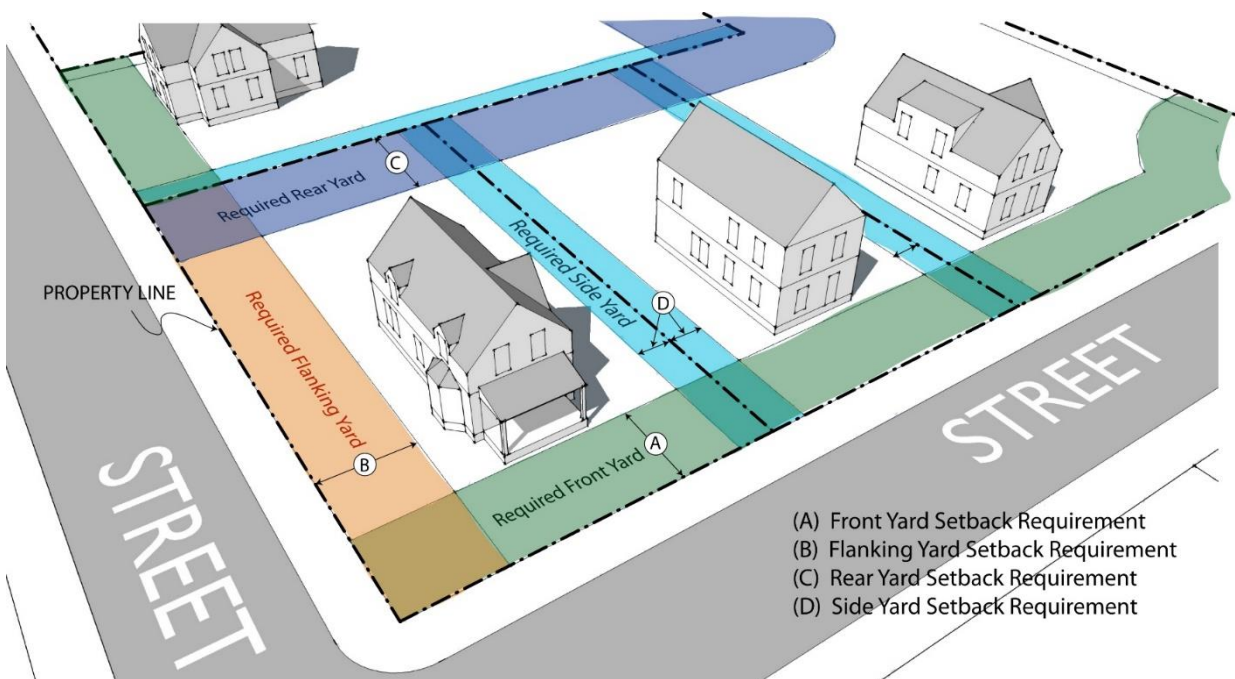 Required Rear Yard
C
PROPERTY LINE
Required Flanking Yard
Required Side Yard
D
B
A
Required Front Yard
STREET
STREET
(A) Front Yard Setback Requirement
(B) Flanking Yard Setback Requirement
(C) Rear Yard Setback Requirement
(D) Side Yard Setback Requirement